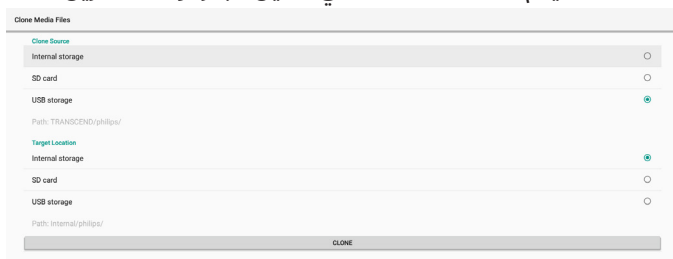 Clone Media Files
Clone Source
Internal storage
SD card
USB storage
Path: TRANSCEND/philips/
Target Location
Internal storage
SD card
USB storage
Path: Internal/philips/
CLONE